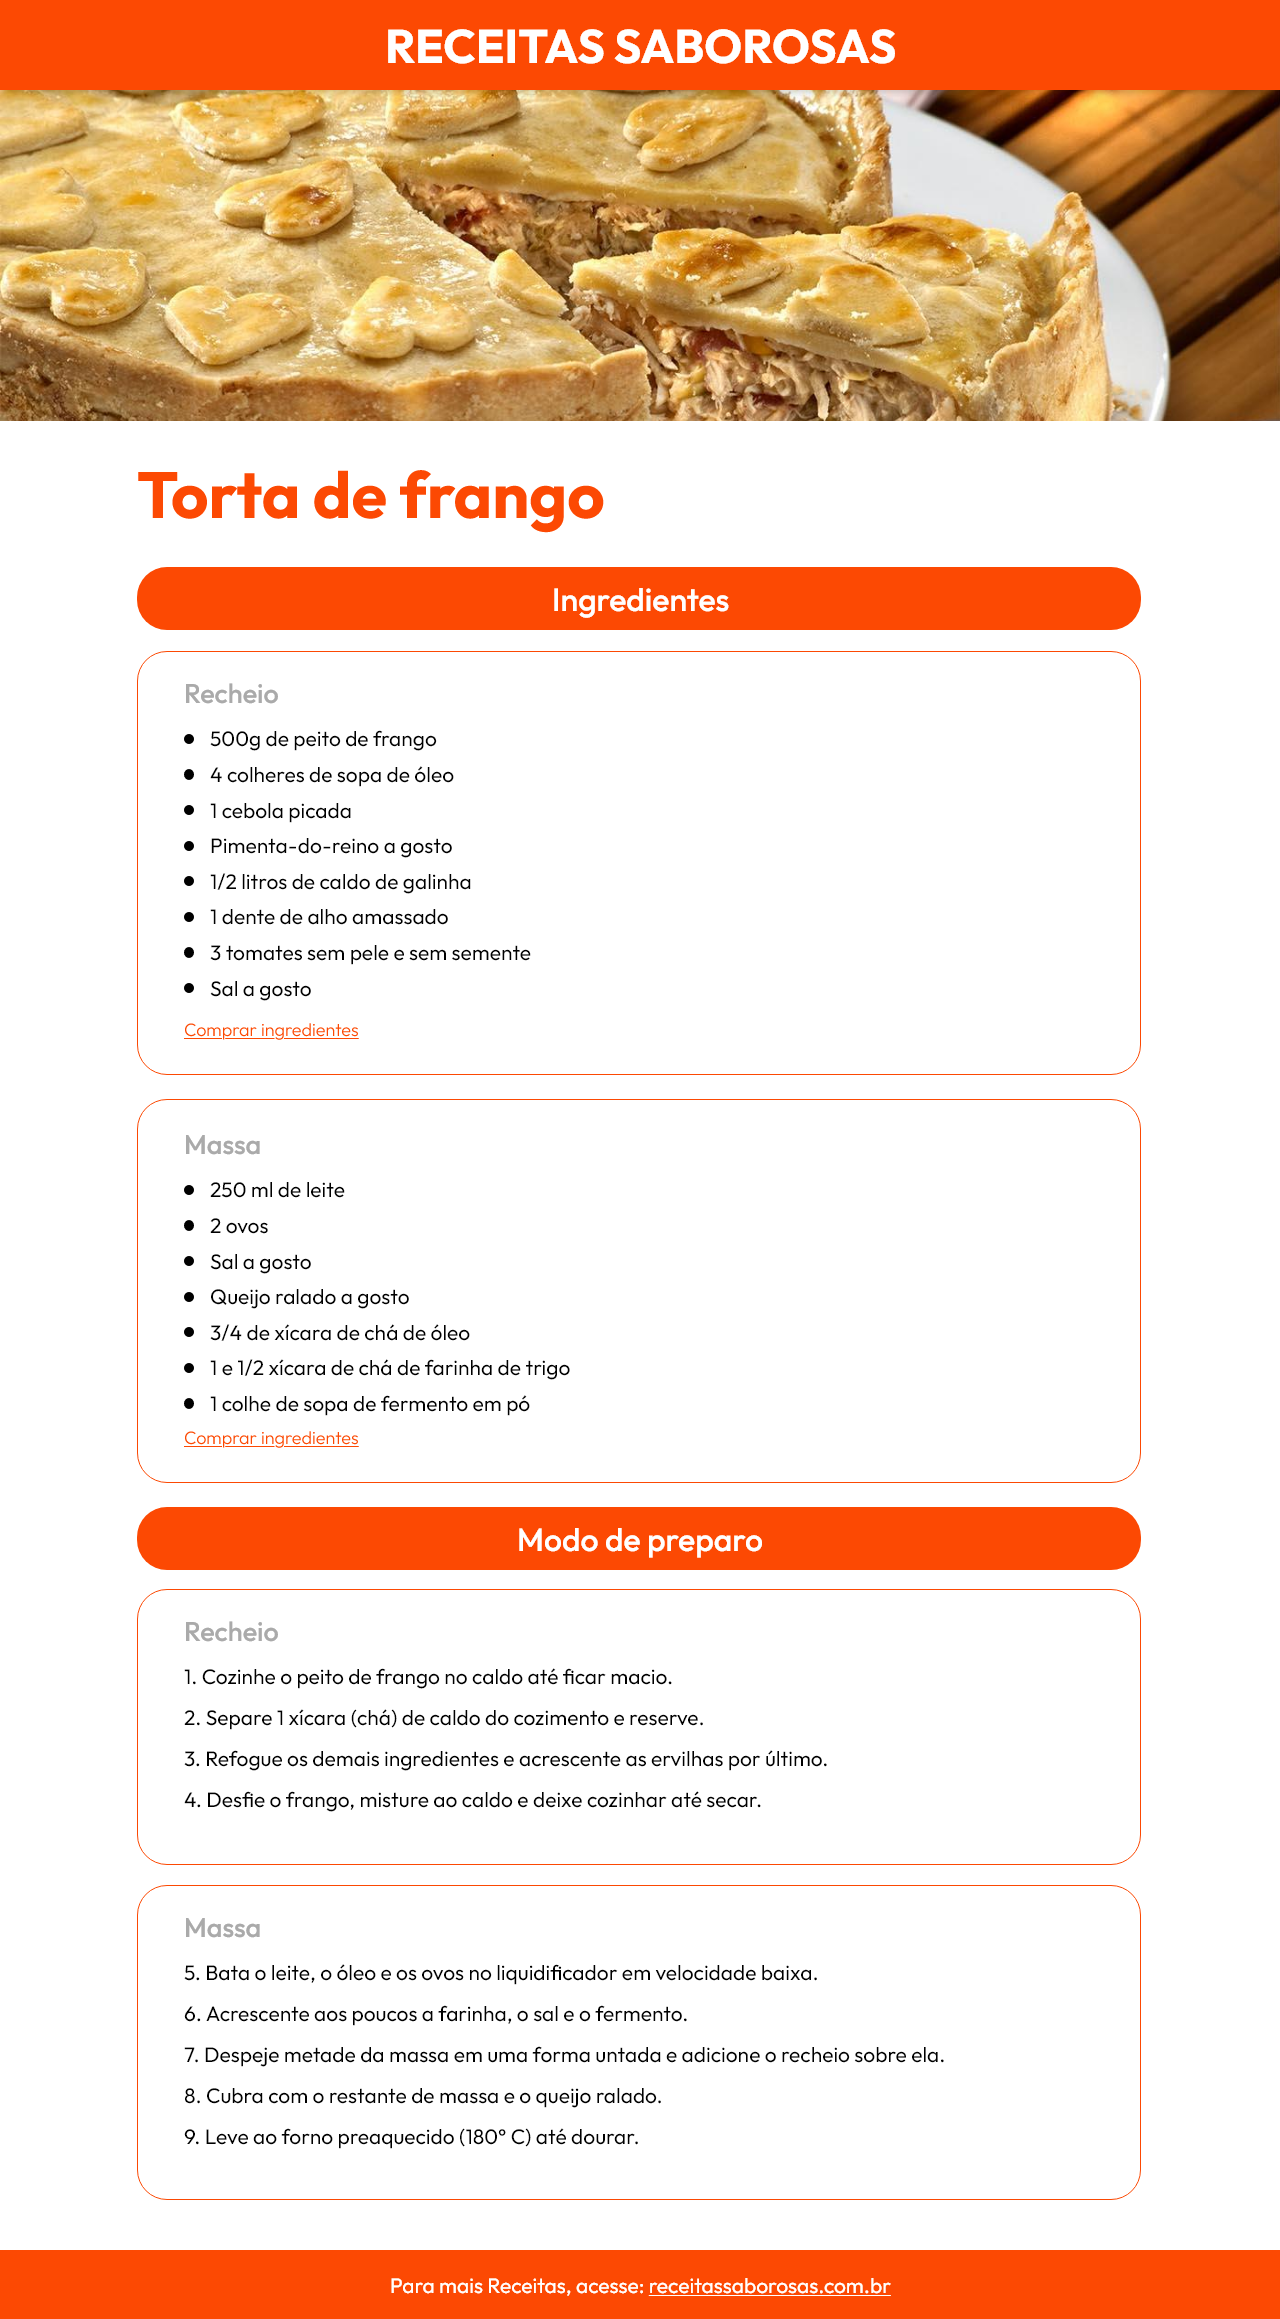 RECEITAS SABOROSAS
Torta de frango
Ingredientes
Recheio
500g de peito de frango
4 colheres de sopa de óleo
1 cebola picada
Pimenta-do-reino a gosto
1/2 litros de caldo de galinha
1 dente de alho amassado
3 tomates sem pele e sem semente
Sal a gosto
Comprar ingredientes
Massa
250 ml de leite
2 ovos
Sal a gosto
Queijo ralado a gosto
3/4 de xícara de chá de óleo
1 e 1/2 xícara de chá de farinha de trigo
1 colhe de sopa de fermento em pó
Comprar ingredientes
Modo de preparo
Recheio
1. Cozinhe o peito de frango no caldo até ficar macio.
2. Separe 1 xícara (chá) de caldo do cozimento e reserve.
3. Refogue os demais ingredientes e acrescente as ervilhas por último.
4. Desfie o frango, misture ao caldo e deixe cozinhar até secar.
Massa
5. Bata o leite, o óleo e os ovos no liquidificador em velocidade baixa.
6. Acrescente aos poucos a farinha, o sal e o fermento.
7. Despeje metade da massa em uma forma untada e adicione o recheio sobre ela.
8. Cubra com o restante de massa e o queijo ralado.
9. Leve ao forno preaquecido (180° C) até dourar.
Para mais Receitas, acesse: receitassaborosas.com.br